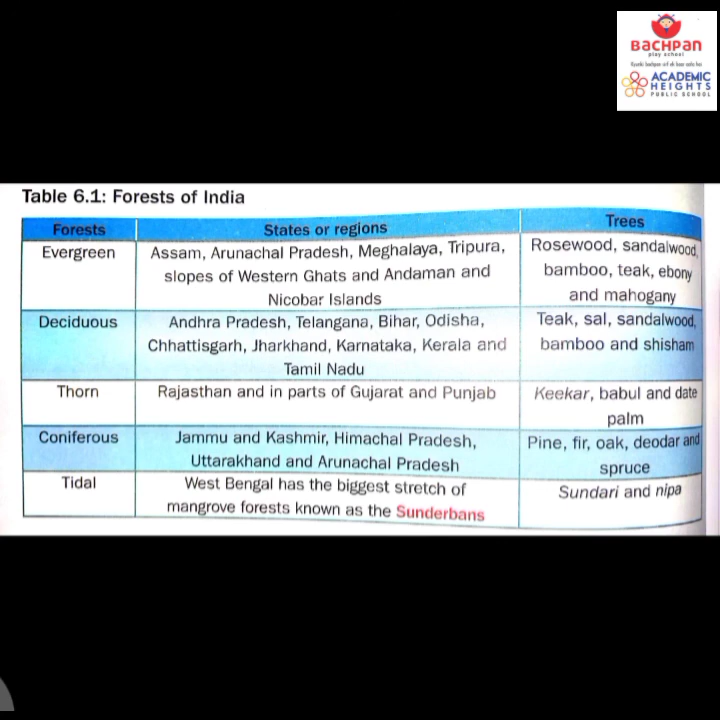 BACHPan
play school
ACADEMIC
HEIGHTS
PUBLIC SCHOOL
Table 6.1: Forests of India
Forests States or regions Trees
Evergreen Assam, Arunachal Pradesh, Meghalaya, Tripura, Rosewood, sandalwood,
slopes of Western Ghats and Andaman and bamboo, teak, ebony
Nicobar Islands and mahogany
Deciduous Andhra Pradesh, Telangana, Bihar, Odisha, Teak, sal, sandalwood,
Chhattisgarh, Jharkhand, Karnataka, Kerala and bamboo and shisham
Tamil Nadu
Thorn Rajasthan and in parts of Gujarat and Punjab Keekar, babul and date
palm
Coniferous Jammu and Kashmir, Himachal Pradesh, Pine, fir, oak, deodar and
Uttarakhand and Arunachal Pradesh spruce
Tidal West Bengal has the biggest stretch of Sundari and nipa
mangrove forests known as the Sunderbans